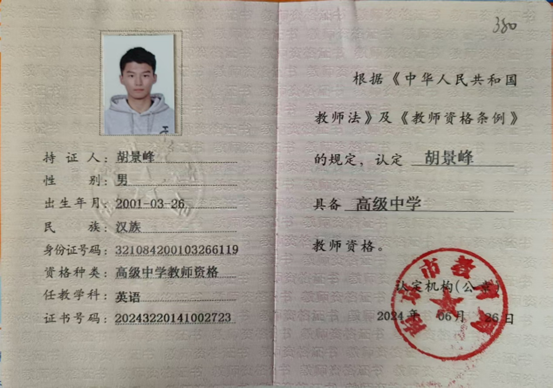 持 证 人：胡景峰
性　　别：男
出生年月：2001-03-26
民　　族：汉族
身份证号码：321084200103266119
资格种类：高级中学教师资格
任教学科：英语
证书号码：20243220141002723
380
根据《中华人民共和国
教师法》及《教师资格条例》
的规定，认定 胡景峰
具备 高级中学
教师资格。
认定机构(公章)
2024 年 06 月 26 日